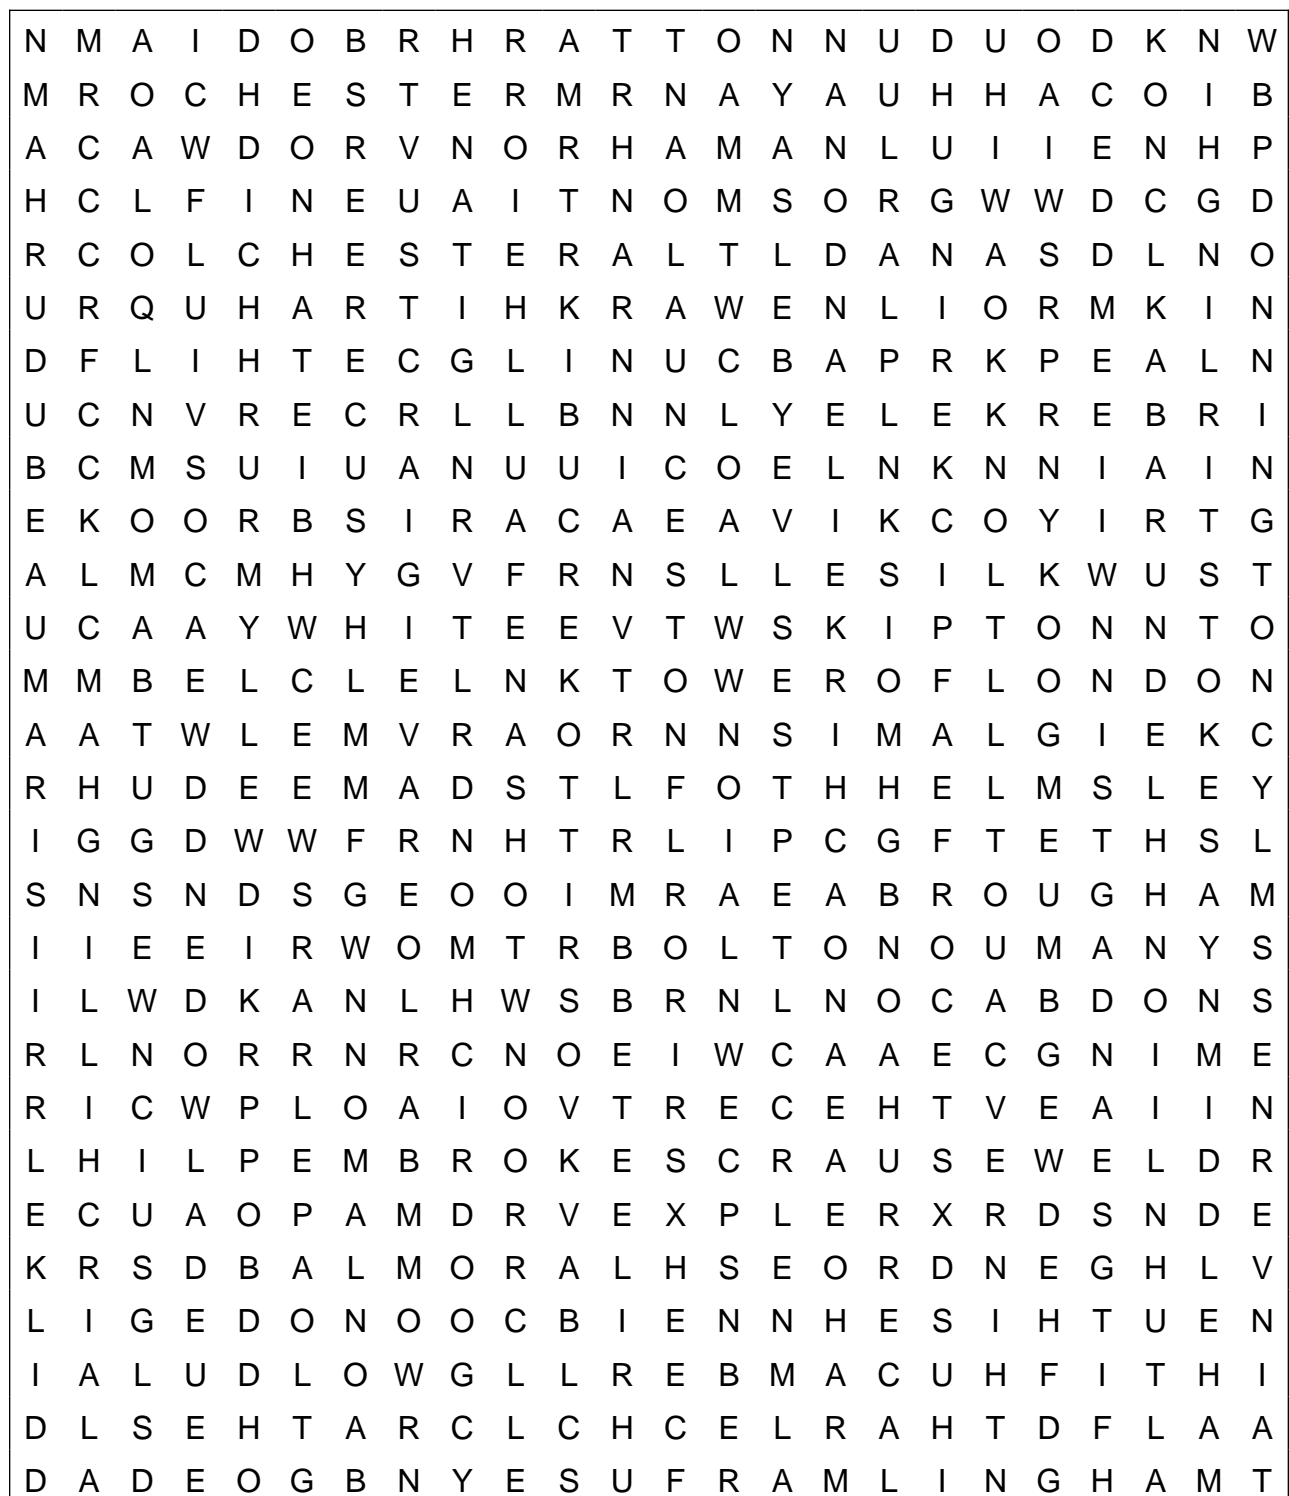 N M A I D O B R H R A T T O N N U D U O D K N W
M R O C H E S T E R M R N A Y A U H H A C O I B
A C A W D O R V N O R H A M A N L U I I E N H P
H C L F I N E U A I T N O M S O R G W W D C G D
R C O L C H E S T E R A L T L D A N A S D L N O
U R Q U H A R T I H K R A W E N L I O R M K I N
D F L I H T E C G L I N U C B A P R K P E A L N
U C N V R E C R L L B N N L Y E L E K R E B R I
B C M S U I U A N U U I C O E L N K N N I A I N
E K O O R B S I R A C A E A V I K C O Y I R T G
A L M C M H Y G V F R N S L L E S I L K W U S T
U C A A Y W H I T E E V T W S K I P T O N N T O
M M B E L C L E L N K T O W E R O F L O N D O N
A A T W L E M V R A O R N N S I M A L G I E K C
R H U D E E M A D S T L F O T H H E L M S L E Y
I G G D W W F R N H T R L I P C G F T E T H S L
S N S N D S G E O O I M R A E A B R O U G H A M
I I E E I R W O M T R B O L T O N O U M A N Y S
I L W D K A N L H W S B R N L N O C A B D O N S
R L N O R R N R C N O E I W C A A E C G N I M E
R I C W P L O A I O V T R E C E H T V E A I I N
L H I L P E M B R O K E S C R A U S E W E L D R
E C U A O P A M D R V E X P L E R X R D S N D E
K R S D B A L M O R A L H S E O R D N E G H L V
L I G E D O N O O C B I E N N H E S I H T U E N
I A L U D L O W G L L R E B M A C U H F I T H I
D L S E H T A R C L C H C E L R A H T D F L A A
D A D E O G B N Y E S U F R A M L I N G H A M T